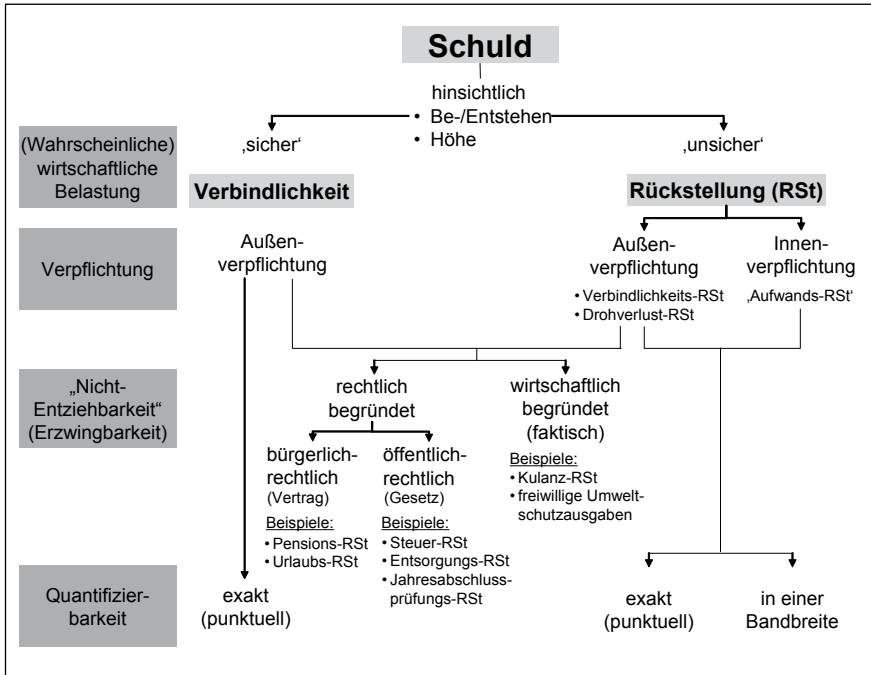 Schuld
hinsichtlich
• Be-/Entstehen
• Höhe
(Wahrscheinliche)
wirtschaftliche
Belastung
‚sicher‘
‚unsicher‘
Verbindlichkeit
Rückstellung (RSt)
Verpflichtung
Außen-
verpflichtung
Außen-
verpflichtung
• Verbindlichkeits-RSt
• Drohverlust-RSt
Innen-
verpflichtung
‚Aufwands-RSt‘
„Nicht-
Entziehbarkeit“
(Erzwingbarkeit)
rechtlich
begründet
wirtschaftlich
begründet
(faktisch)
Beispiele:
• Kulanz-RSt
• freiwillige Umwelt-
schutzausgaben
bürgerlich-
rechtlich
(Vertrag)
Beispiele:
• Pensions-RSt
• Urlaubs-RSt
öffentlich-
rechtlich
(Gesetz)
Beispiele:
• Steuer-RSt
• Entsorgungs-RSt
• Jahresabschluss-
prüfungs-RSt
Quantifizier-
barkeit
exakt
(punktuell)
exakt
(punktuell)
in einer
Bandbreite